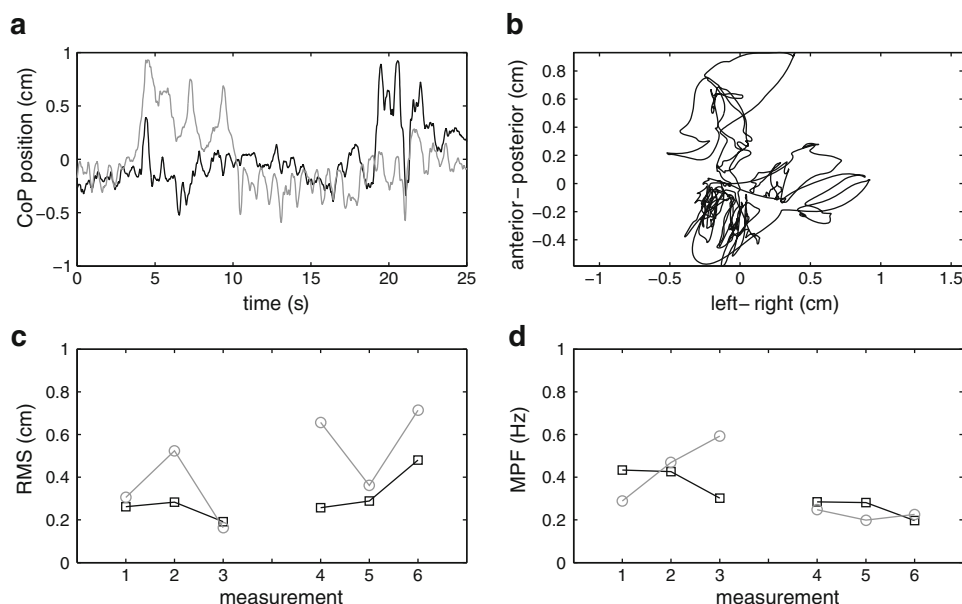 a
1
0.5
0
−0.5
−1
CoP position (cm)
0 5 10 15 20 25
time (s)
b
0.8
0.6
0.4
0.2
0
−0.2
−0.4
anterior−posterior (cm)
−1 −0.5 0 0.5 1 1.5
left−right (cm)
c
1
0.8
0.6
0.4
0.2
0
RMS (cm)
1 2 3 4 5 6
measurement
d
1
0.8
0.6
0.4
0.2
0
MPF (Hz)
1 2 3 4 5 6
measurement